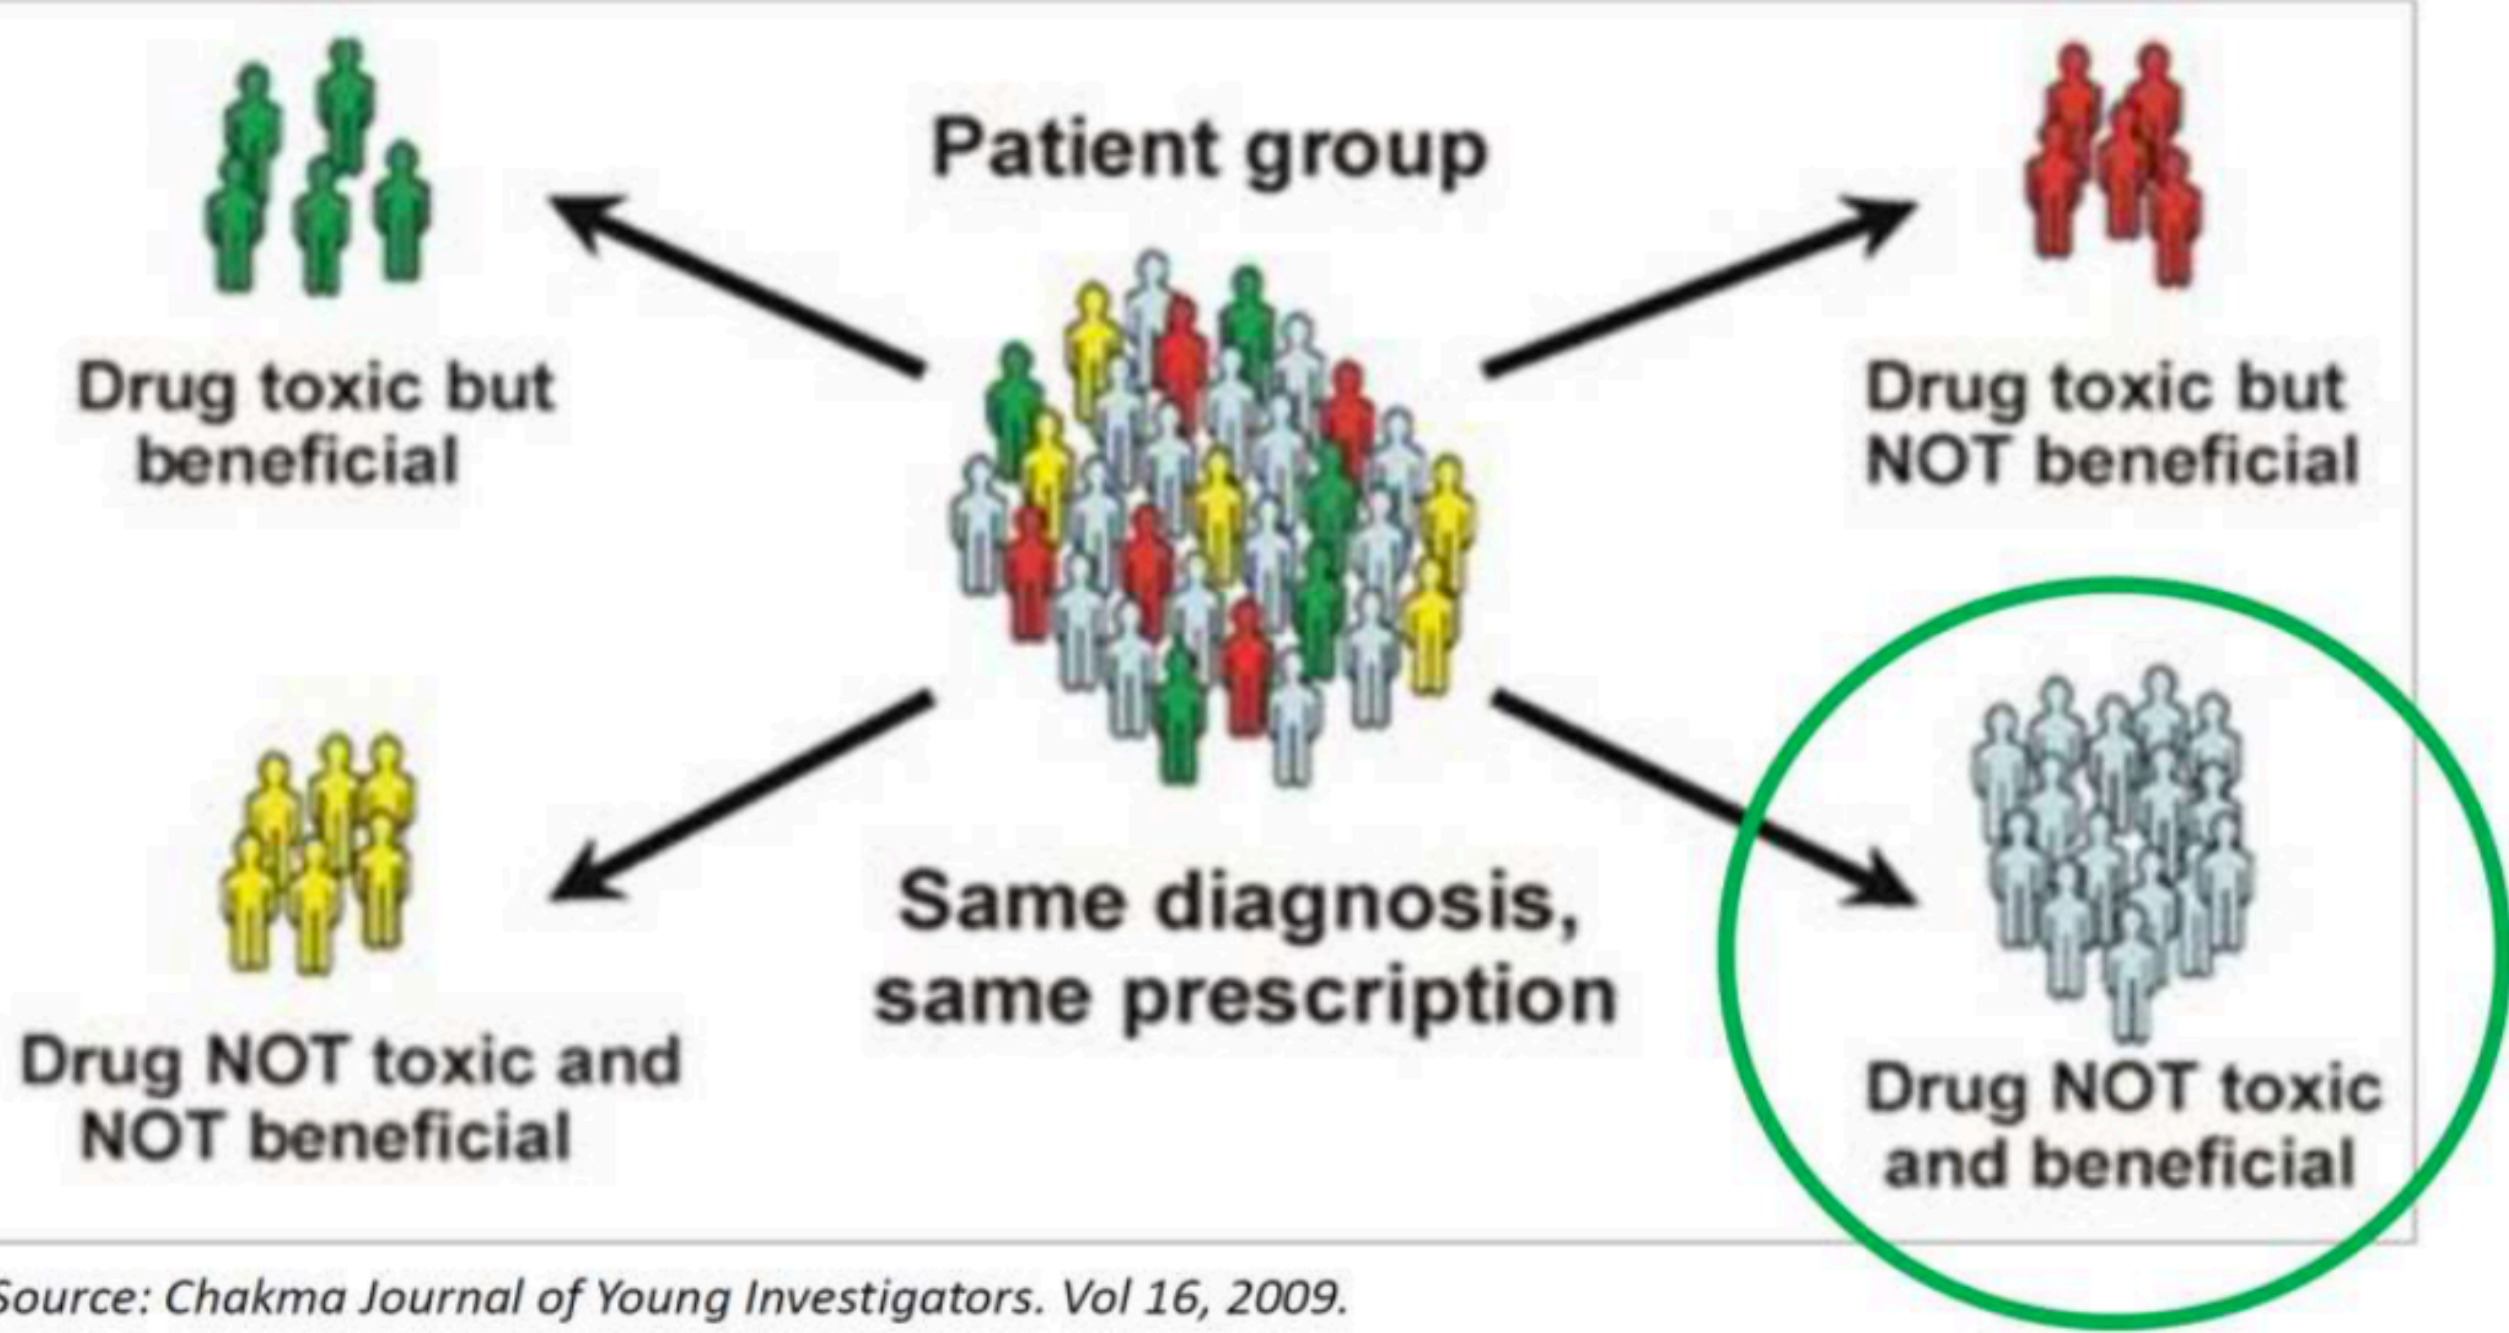 Patient group
Drug toxic but
beneficial
Drug toxic but
NOT beneficial
Same diagnosis,
same prescription
Drug NOT toxic and
NOT beneficial
Drug NOT toxic
and beneficial
Source: Chakma Journal of Young Investigators. Vol 16, 2009.